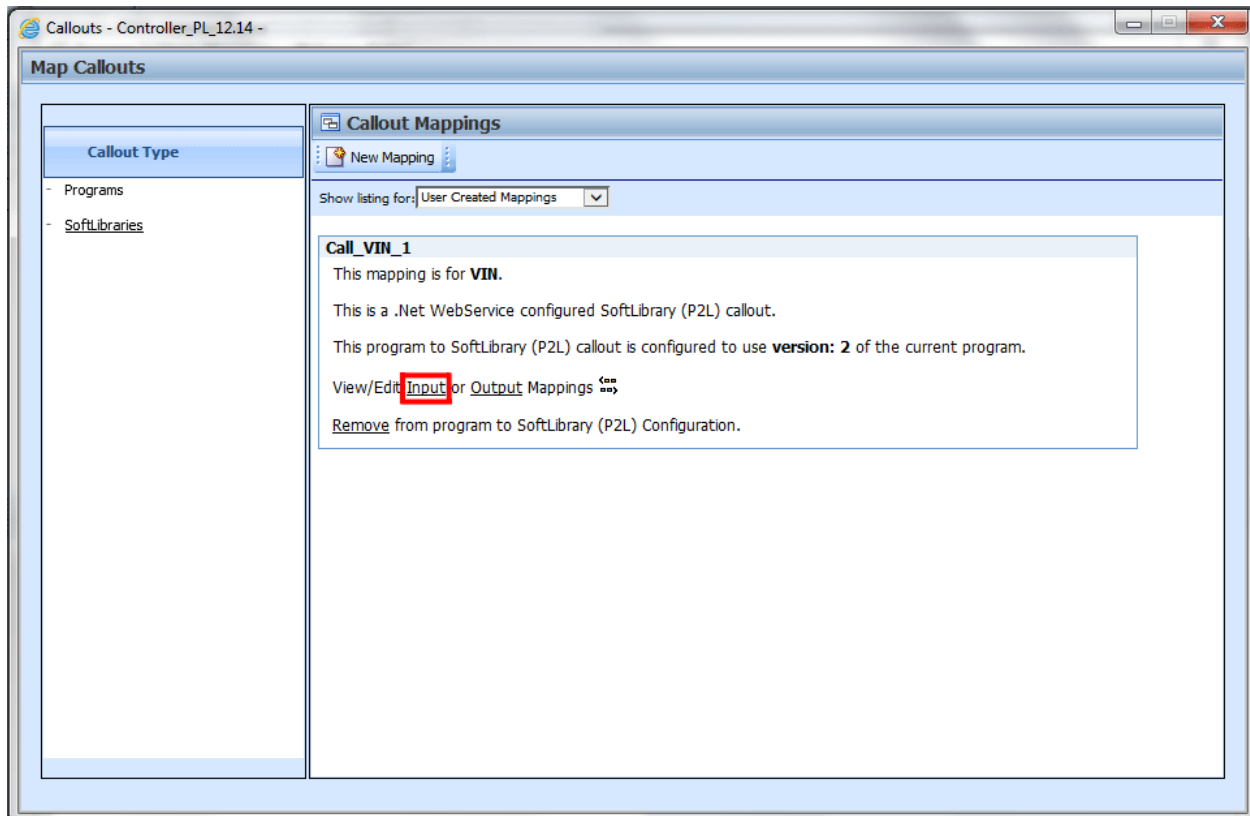 Callouts - Controller_PL_12.14 -
Map Callouts
Callout Type
- Programs
- SoftLibraries
Callout Mappings
New Mapping
Show listing for: User Created Mappings
Call_VIN_1
This mapping is for VIN.
This is a .Net WebService configured SoftLibrary (P2L) callout.
This program to SoftLibrary (P2L) callout is configured to use version: 2 of the current program.
View/Edit Input or Output Mappings
Remove from program to SoftLibrary (P2L) Configuration.